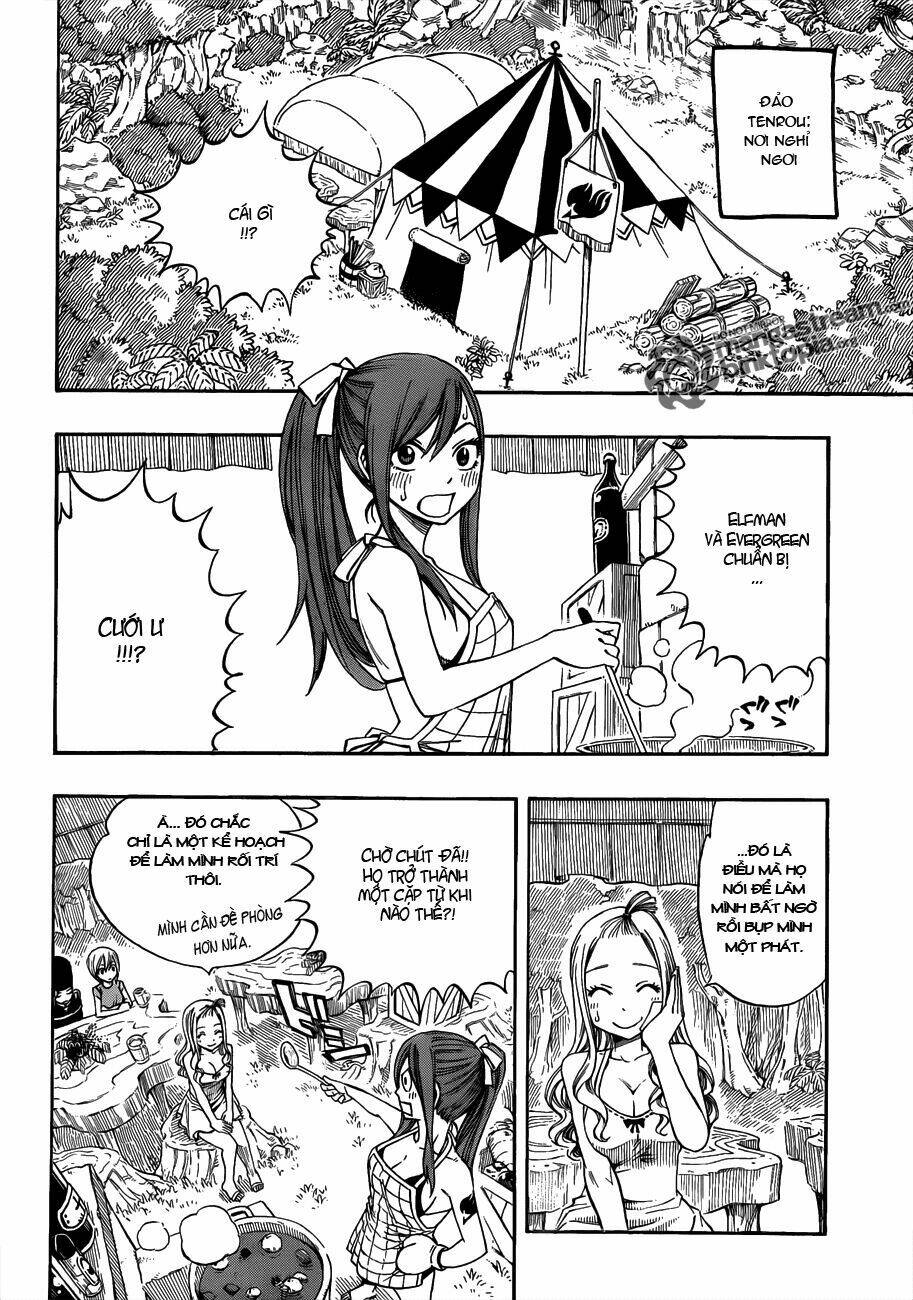 ĐẢO
TENROU;
NƠI NGHỈ
NGƠI
CÁI GÌ
!!?
mangastream.com
ELFMAN
VÀ EVERGREEN
CHUẨN BỊ
...
CƯỚI Ư
!!!?
...ĐÓ LÀ
ĐIỀU MÀ HỌ
NÓI ĐỂ LÀM
MÌNH BẤT NGỜ
RỒI BỤP MÌNH
MỘT PHÁT.
CHỜ CHÚT ĐÃ!!
HỌ TRỞ THÀNH
MỘT CẶP TỪ KHI
NÀO THẾ?!
À... ĐÓ CHẮC
CHỈ LÀ MỘT KẾ HOẠCH
ĐỂ LÀM MÌNH RỐI TRÍ
THÔI.
MÌNH CẦN ĐỀ PHÒNG
HƠN NỮA.